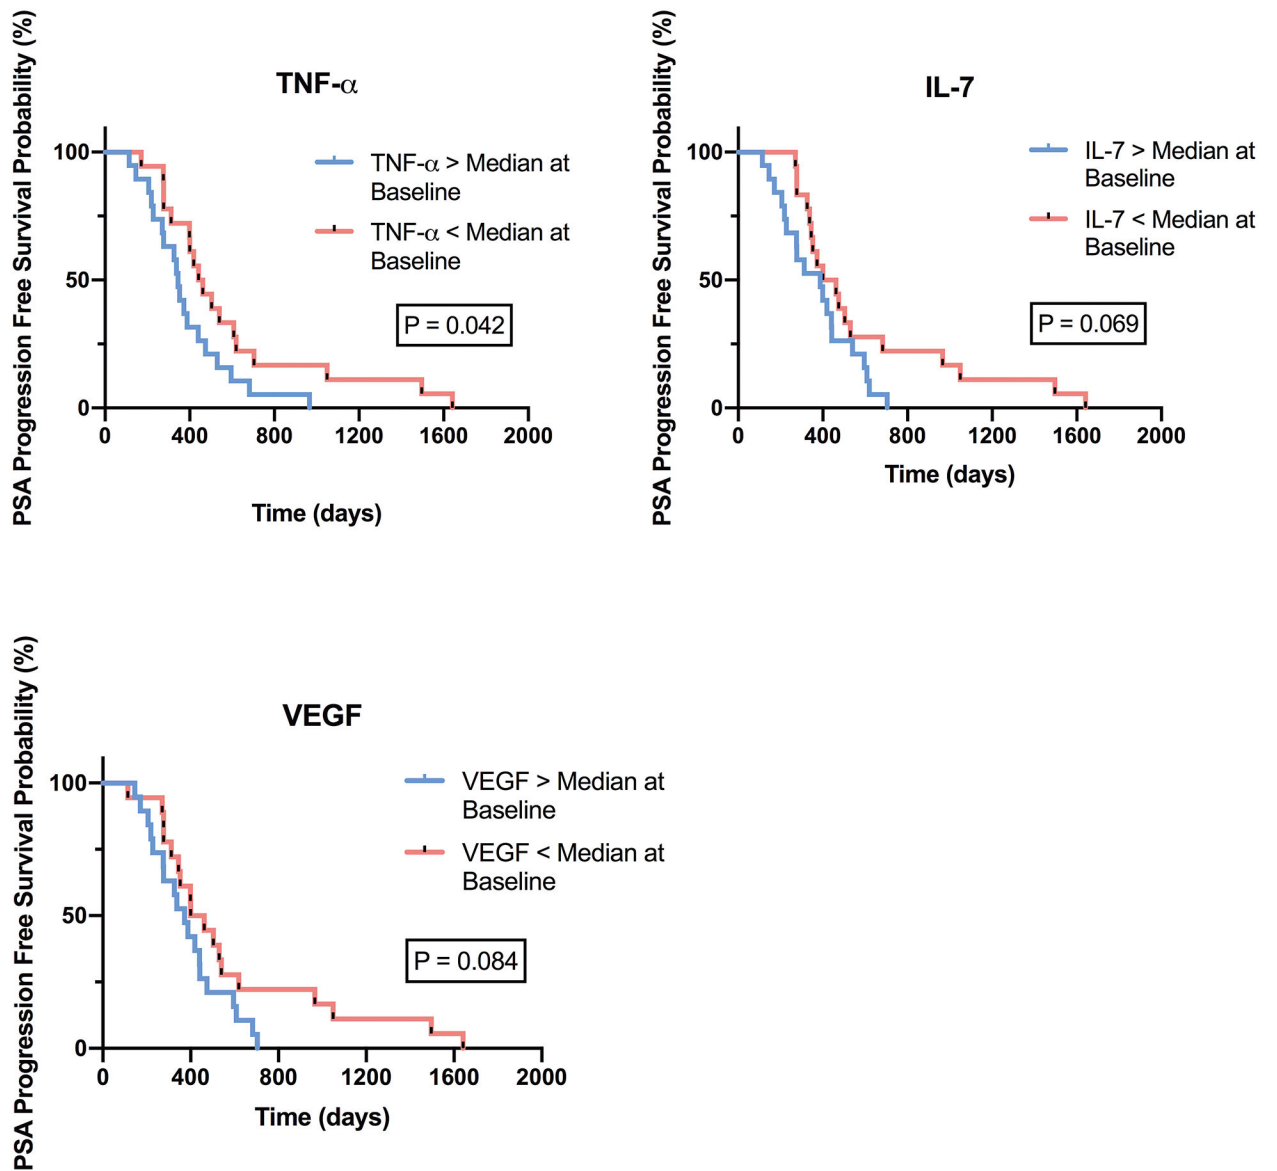 TNF-α
PSA Progression Free Survival Probability (%)
100
50
0
0 400 800 1200 1600 2000
Time (days)
TNF-α > Median at
Baseline
TNF-α < Median at
Baseline
P = 0.042
IL-7
PSA Progression Free Survival Probability (%)
100
50
0
0 400 800 1200 1600 2000
Time (days)
IL-7 > Median at
Baseline
IL-7 < Median at
Baseline
P = 0.069
VEGF
PSA Progression Free Survival Probability (%)
100
50
0
0 400 800 1200 1600 2000
Time (days)
VEGF > Median at
Baseline
VEGF < Median at
Baseline
P = 0.084